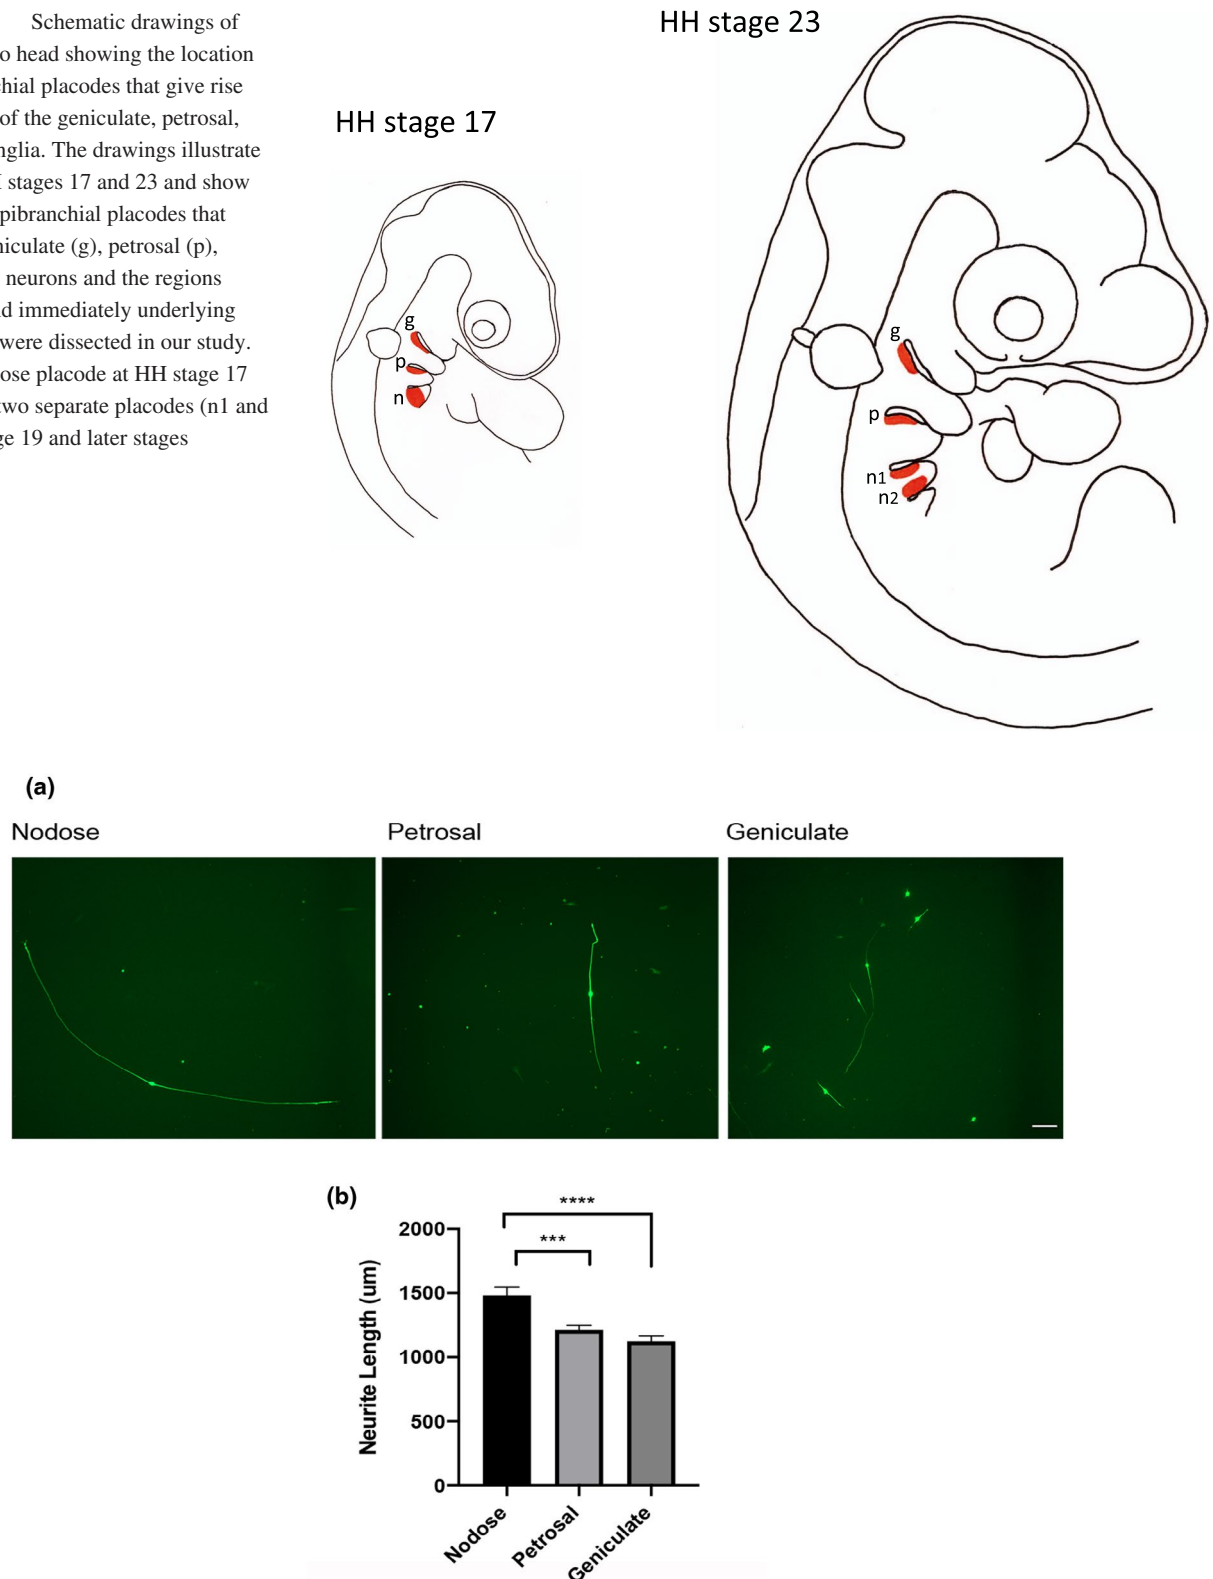 Schematic drawings of
o head showing the location
hial placodes that give rise
of the geniculate, petrosal,
nglia. The drawings illustrate
stages 17 and 23 and show
pibranchial placodes that
niculate (g), petrosal (p),
neurons and the regions
d immediately underlying
were dissected in our study.
ose placode at HH stage 17
two separate placodes (n1 and
ge 19 and later stages
HH stage 17
g
p
n
HH stage 23
g
p
n1
n2
(a)
Nodose
Petrosal
Geniculate
(b)
****
***
2000
1500
1000
500
0
Neurite Length (um)
Nodose
Petrosal
Geniculate